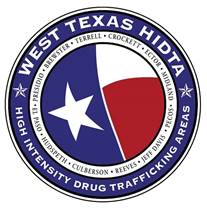 WEST TEXAS HIDTA
EL PASO • PRESIDIO • BREWSTER • TERRELL • CROCKETT • ECTOR • MIDLAND • PECOS •
HUDSPETH • CULBERSON • REEVES • JEFF DAVIS
HIGH INTENSITY DRUG TRAFFICKING AREAS